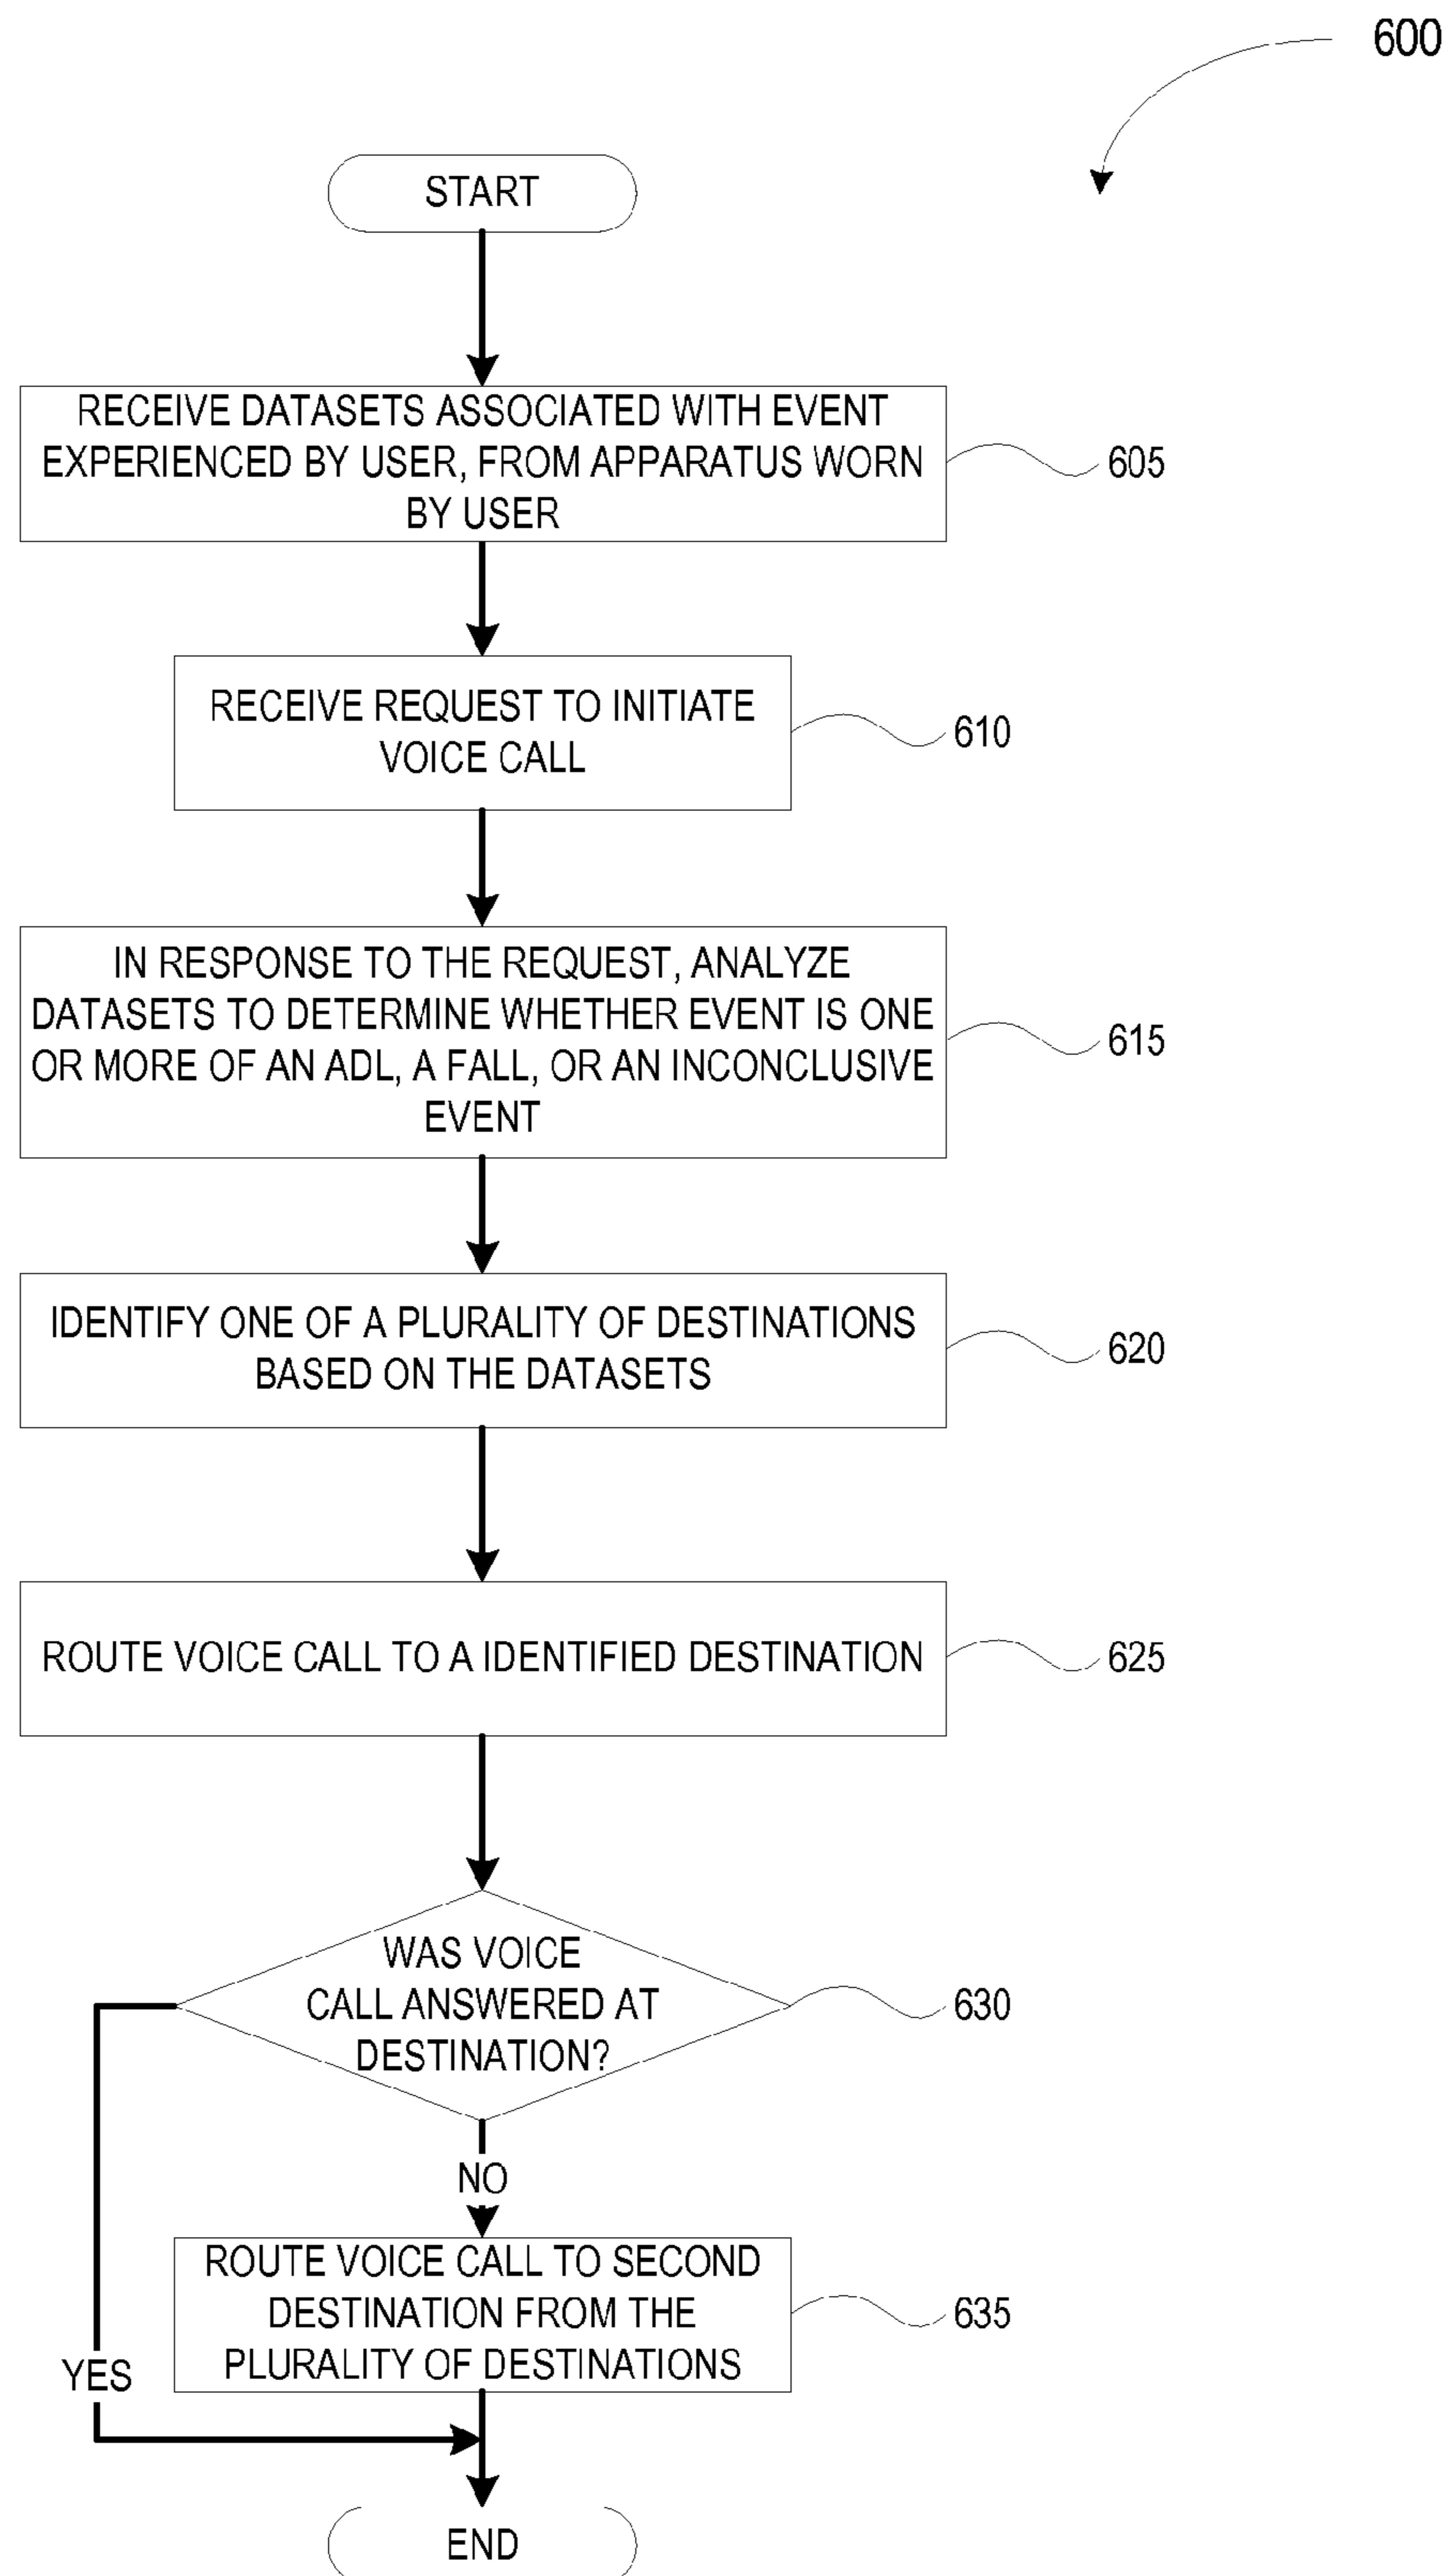 600
START
RECEIVE DATASETS ASSOCIATED WITH EVENT
EXPERIENCED BY USER, FROM APPARATUS WORN
BY USER
605
RECEIVE REQUEST TO INITIATE
VOICE CALL
610
IN RESPONSE TO THE REQUEST, ANALYZE
DATASETS TO DETERMINE WHETHER EVENT IS ONE
OR MORE OF AN ADL, A FALL, OR AN INCONCLUSIVE
EVENT
615
IDENTIFY ONE OF A PLURALITY OF DESTINATIONS
BASED ON THE DATASETS
620
ROUTE VOICE CALL TO A IDENTIFIED DESTINATION
625
WAS VOICE
CALL ANSWERED AT
DESTINATION?
630
NO
ROUTE VOICE CALL TO SECOND
DESTINATION FROM THE
PLURALITY OF DESTINATIONS
635
YES
END